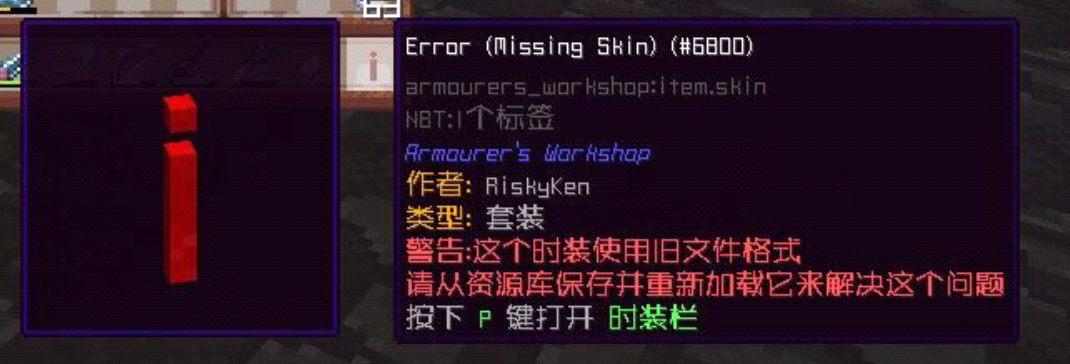 63
Error (Missing Skin) (#6800)
armourers_workshop:item.skin
NBT:1个标签
Armourer's Workshop
作者: RiskyKen
类型: 套装
警告:这个时装使用旧文件格式
请从资源库保存并重新加载它来解决这个问题
按下 P 键打开 时装栏